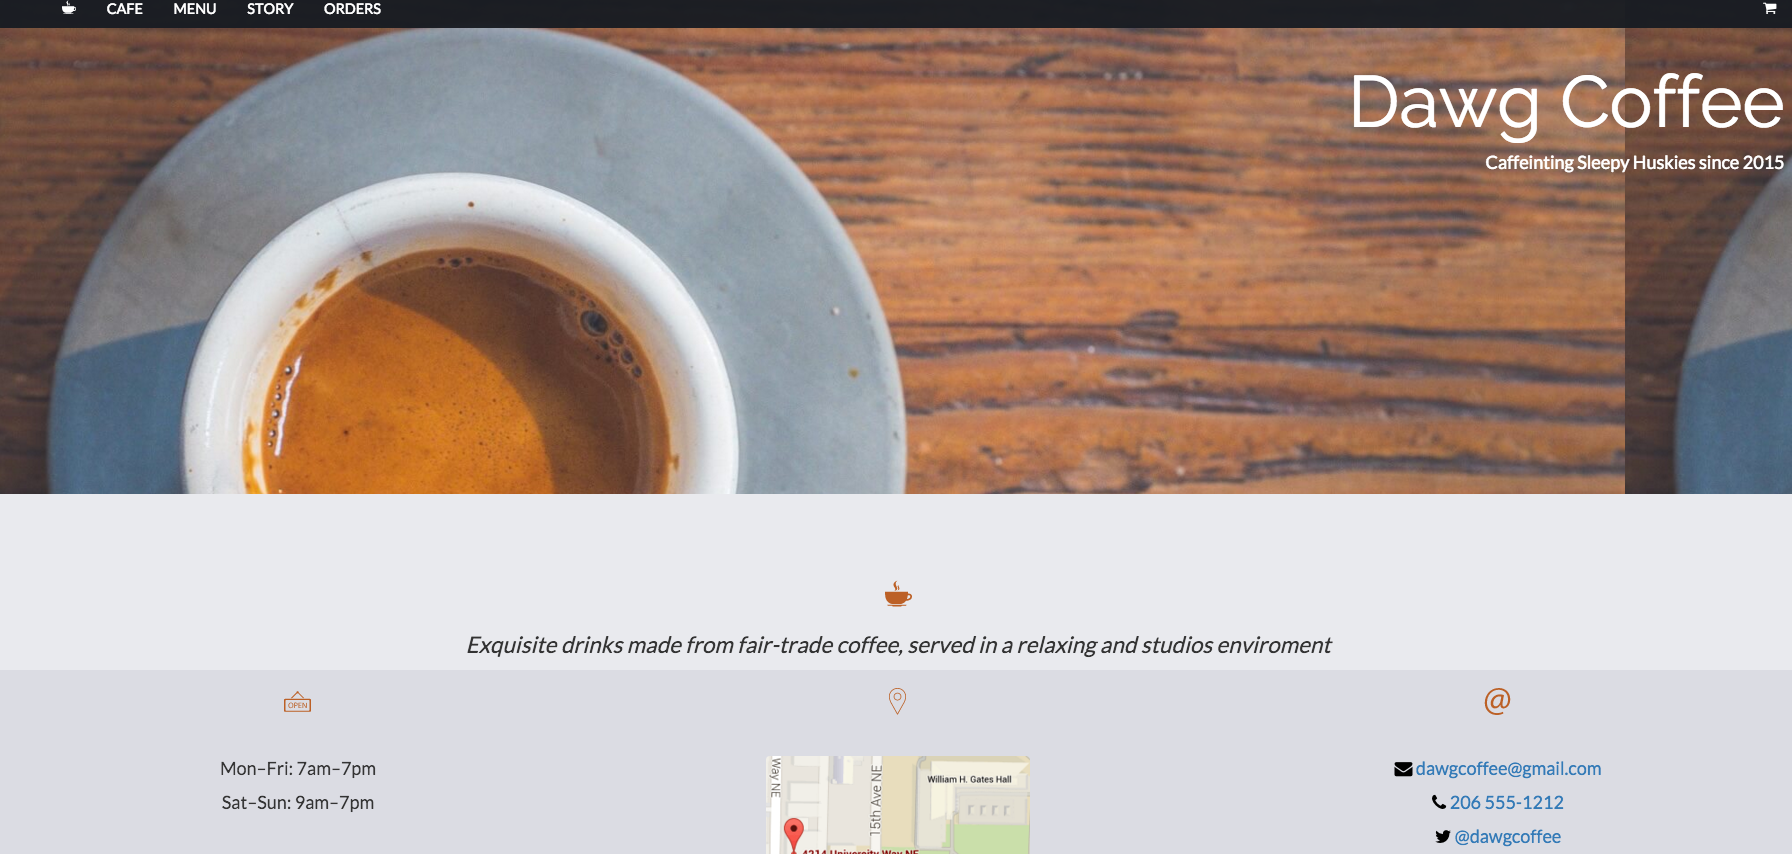 CAFE MENU STORY ORDERS
Dawg Coffee
Caffeinting Sleepy Huskies since 2015
Exquisite drinks made from fair-trade coffee, served in a relaxing and studios enviroment
OPEN
@
Mon–Fri: 7am–7pm
Sat–Sun: 9am–7pm
Way NE
15th Ave NE
William H. Gates Hall
4214 University Way NE
dawgcoffee@gmail.com
206 555-1212
@dawgcoffee